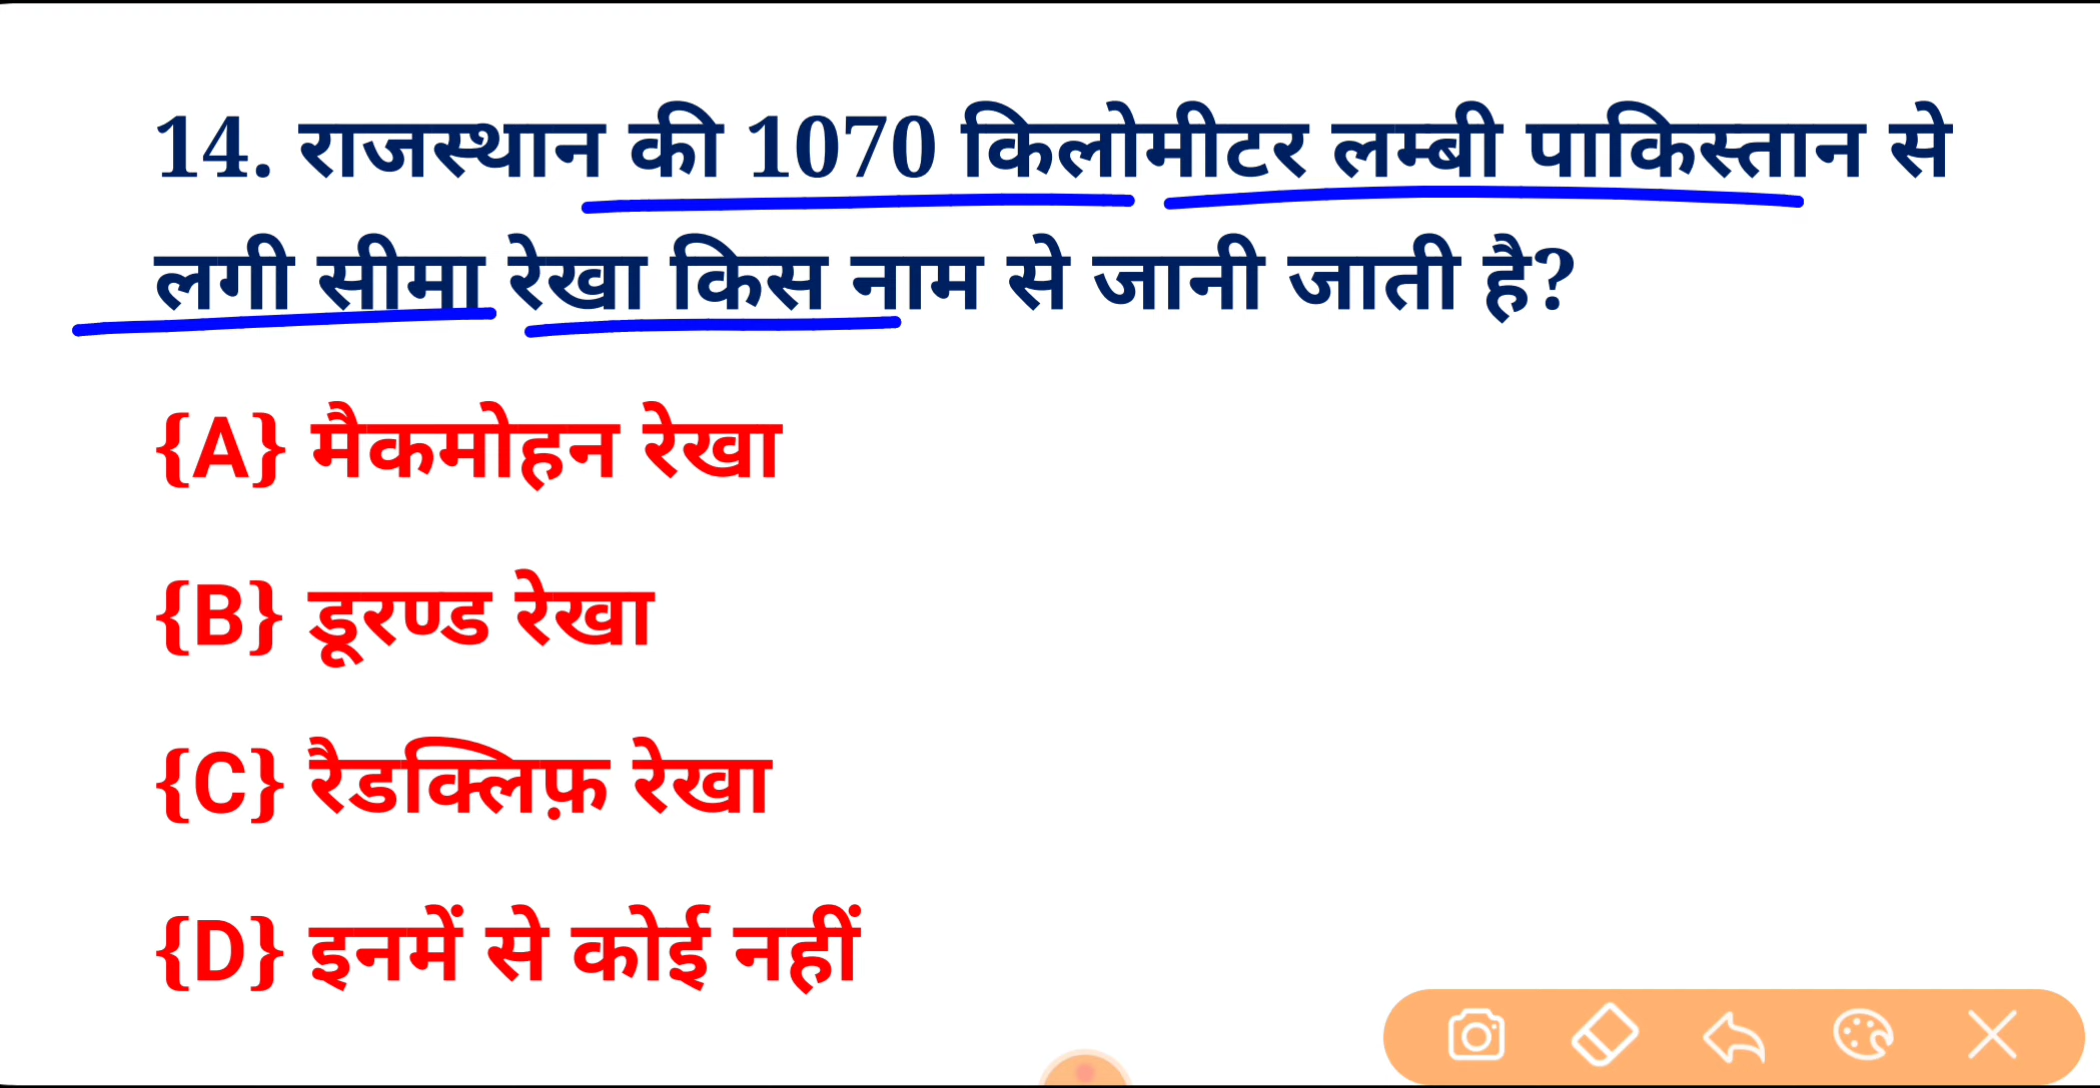 14. राजस्थान की 1070 किलोमीटर लम्बी पाकिस्तान से
लगी सीमा रेखा किस नाम से जानी जाती है?
{A} मैकमोहन रेखा
{B} डूरण्ड रेखा
{C} रैडक्लिफ़ रेखा
{D} इनमें से कोई नहीं